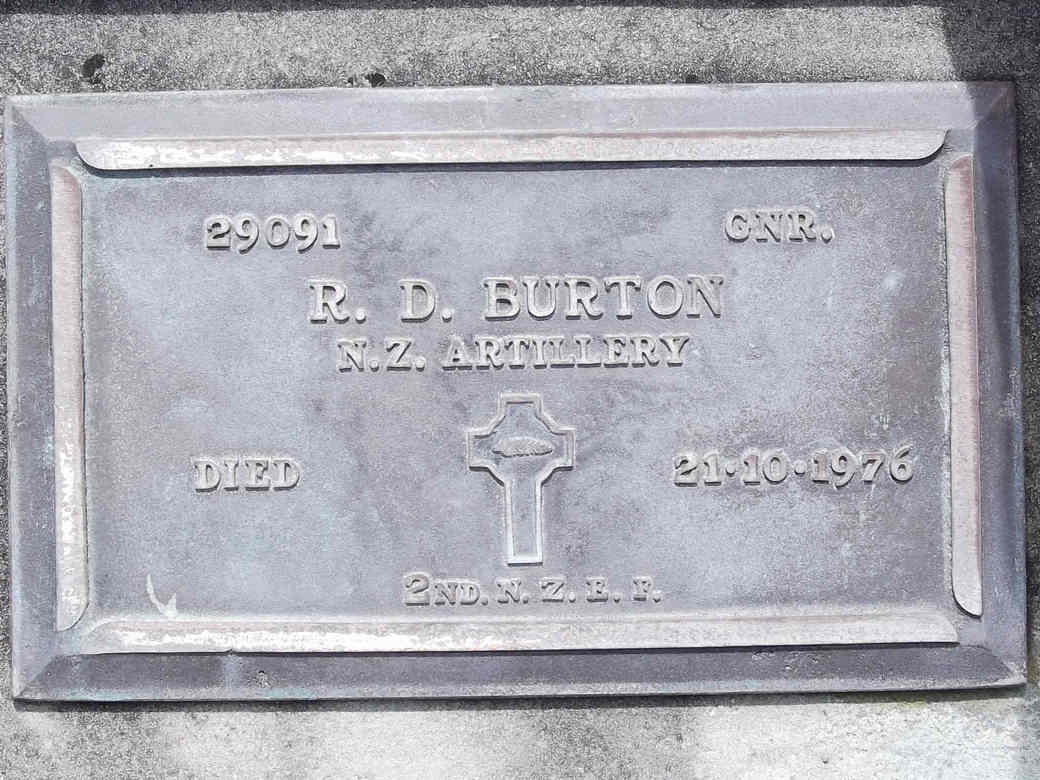 29091 GNR.
R. D. BURTON
N.Z. ARTILLERY
DIED 21·10·1976
2ND. N. Z. E. F.